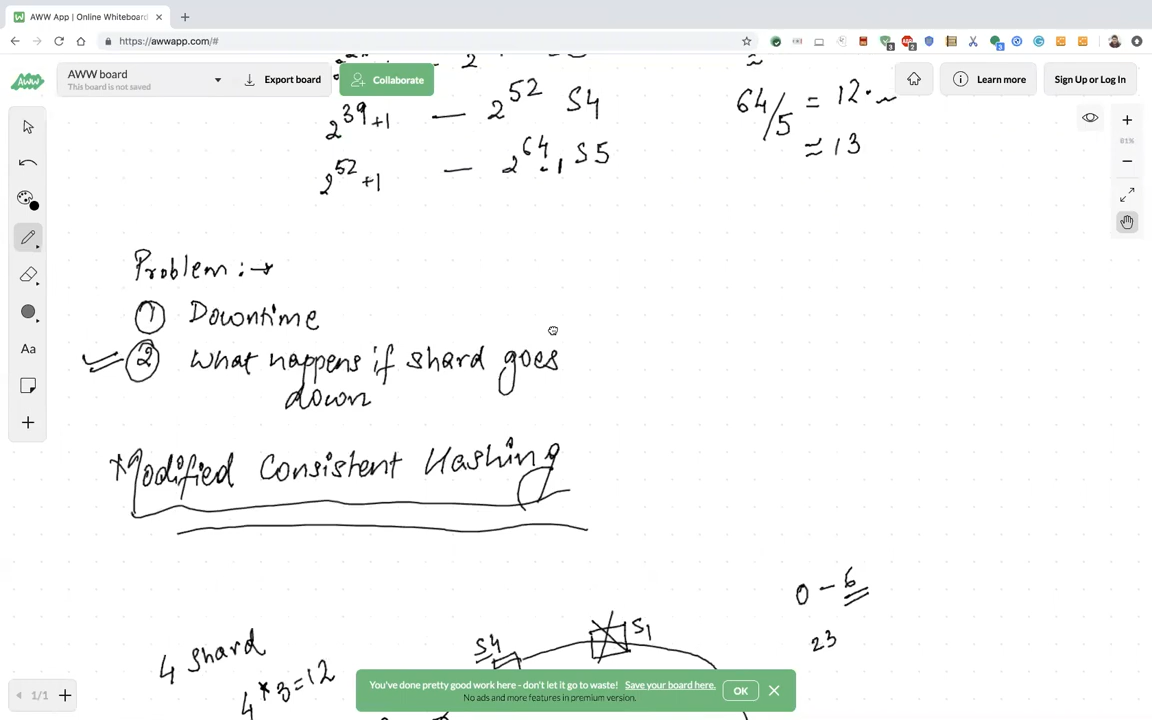 AWW App | Online Whiteboard
https://awwapp.com/#
AWW board
This board is not saved
Export board
Collaborate
Learn more
Sign Up or Log In
61%
2^39+1 — 2^52 S4
2^52+1 — 2^64-1, S5
64/5 = 12.
≈ 13
Problem :→
① Downtime
② What happens if shard goes
down
*Modified Consistent Hashing
0 - 6
23
4 shard
4 * 3 = 12
S4
S1
Aa
1/1
You've done pretty good work here - don't let it go to waste! Save your board here.
No ads and more features in premium version.
OK